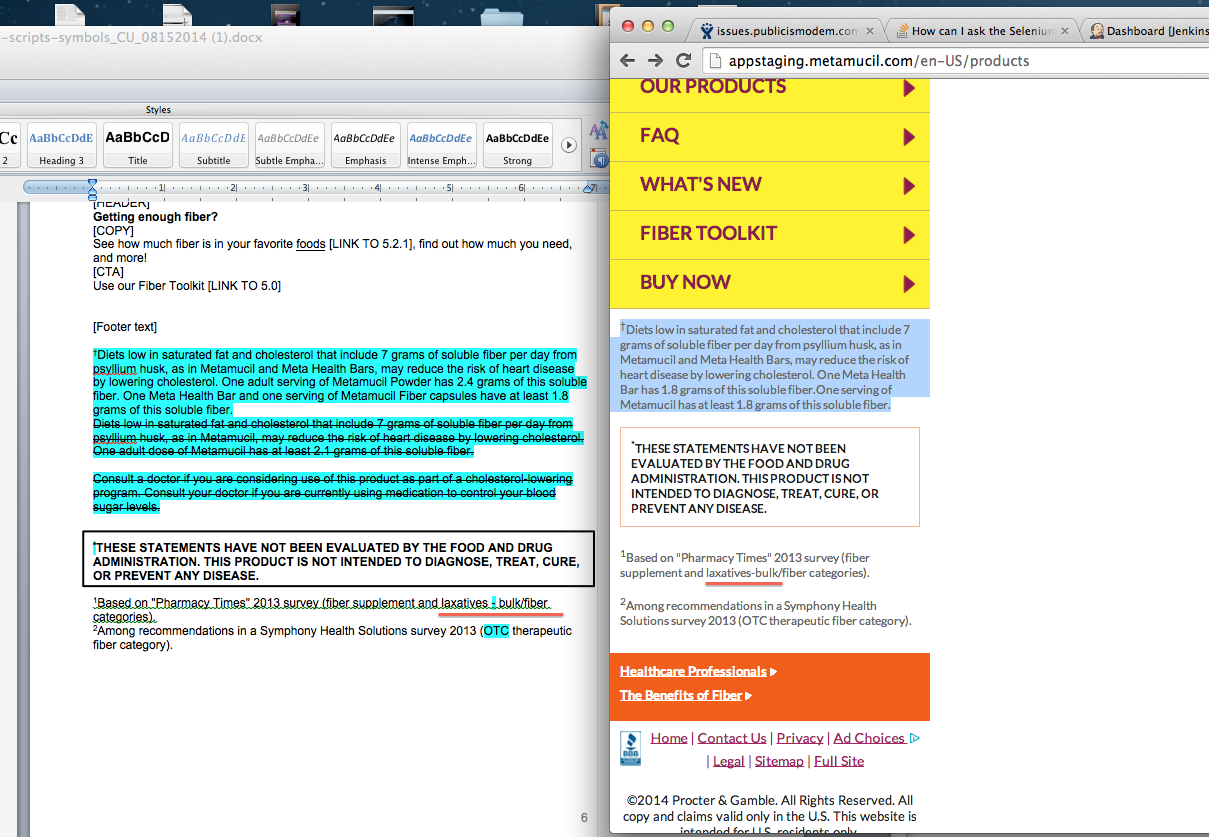 -scripts-symbols_CU_08152014 (1).docx
Styles
Cc
AaBbCcDdE
AaBbCcD
AaBbCcDdE
AaBbCcDdEe
AaBbCcDdEe
AaBbCcDdEe
AaBbCcDdEe
2
Heading 3
Title
Subtitle
Subtle Empha...
Emphasis
Intense Emph...
Strong
1 2 3 4 5 6 7
[HEADER]
Getting enough fiber?
[COPY]
See how much fiber is in your favorite foods [LINK TO 5.2.1], find out how much you need,
and more!
[CTA]
Use our Fiber Toolkit [LINK TO 5.0]
[Footer text]
†Diets low in saturated fat and cholesterol that include 7 grams of soluble fiber per day from
psyllium husk, as in Metamucil and Meta Health Bars, may reduce the risk of heart disease
by lowering cholesterol. One adult serving of Metamucil Powder has 2.4 grams of this soluble
fiber. One Meta Health Bar and one serving of Metamucil Fiber capsules have at least 1.8
grams of this soluble fiber.
Diets low in saturated fat and cholesterol that include 7 grams of soluble fiber per day from
psyllium husk, as in Metamucil, may reduce the risk of heart disease by lowering cholesterol.
One adult dose of Metamucil has at least 2.1 grams of this soluble fiber.
Consult a doctor if you are considering use of this product as part of a cholesterol-lowering
program. Consult your doctor if you are currently using medication to control your blood
sugar levels.
*THESE STATEMENTS HAVE NOT BEEN EVALUATED BY THE FOOD AND DRUG
ADMINISTRATION. THIS PRODUCT IS NOT INTENDED TO DIAGNOSE, TREAT, CURE,
OR PREVENT ANY DISEASE.
1Based on "Pharmacy Times" 2013 survey (fiber supplement and laxatives - bulk/fiber
categories).
2Among recommendations in a Symphony Health Solutions survey 2013 (OTC therapeutic
fiber category).
6
issues.publicismodem.com
How can I ask the Selenium
Dashboard [Jenkins
appstaging.metamucil.com/en-US/products
OUR PRODUCTS
FAQ
WHAT'S NEW
FIBER TOOLKIT
BUY NOW
†Diets low in saturated fat and cholesterol that include 7
grams of soluble fiber per day from psyllium husk, as in
Metamucil and Meta Health Bars, may reduce the risk of
heart disease by lowering cholesterol. One Meta Health
Bar has 1.8 grams of this soluble fiber.One serving of
Metamucil has at least 1.8 grams of this soluble fiber.
*THESE STATEMENTS HAVE NOT BEEN
EVALUATED BY THE FOOD AND DRUG
ADMINISTRATION. THIS PRODUCT IS NOT
INTENDED TO DIAGNOSE, TREAT, CURE, OR
PREVENT ANY DISEASE.
1Based on "Pharmacy Times" 2013 survey (fiber
supplement and laxatives-bulk/fiber categories).
2Among recommendations in a Symphony Health
Solutions survey 2013 (OTC therapeutic fiber category).
Healthcare Professionals
The Benefits of Fiber
BBB
Home | Contact Us | Privacy | Ad Choices
| Legal | Sitemap | Full Site
©2014 Procter & Gamble. All Rights Reserved. All
copy and claims valid only in the U.S. This website is
intended for U.S. residents only.